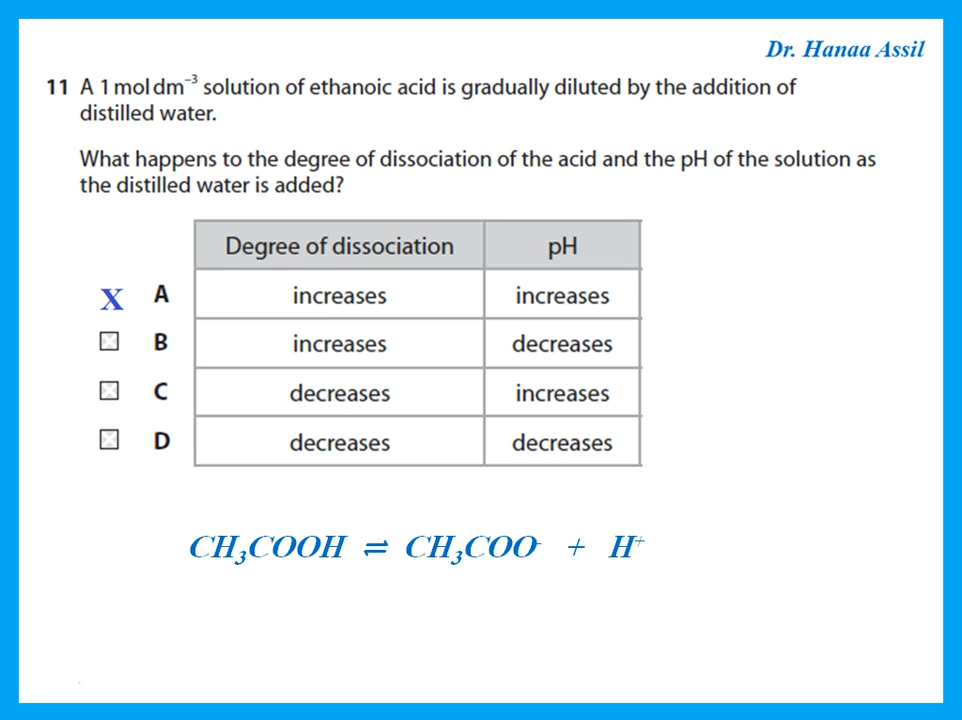 Dr. Hanaa Assil
11 A 1 mol dm⁻³ solution of ethanoic acid is gradually diluted by the addition of
distilled water.
What happens to the degree of dissociation of the acid and the pH of the solution as
the distilled water is added?
Degree of dissociation pH
X A increases increases
B increases decreases
C decreases increases
D decreases decreases
CH₃COOH ⇌ CH₃COO⁻ + H⁺